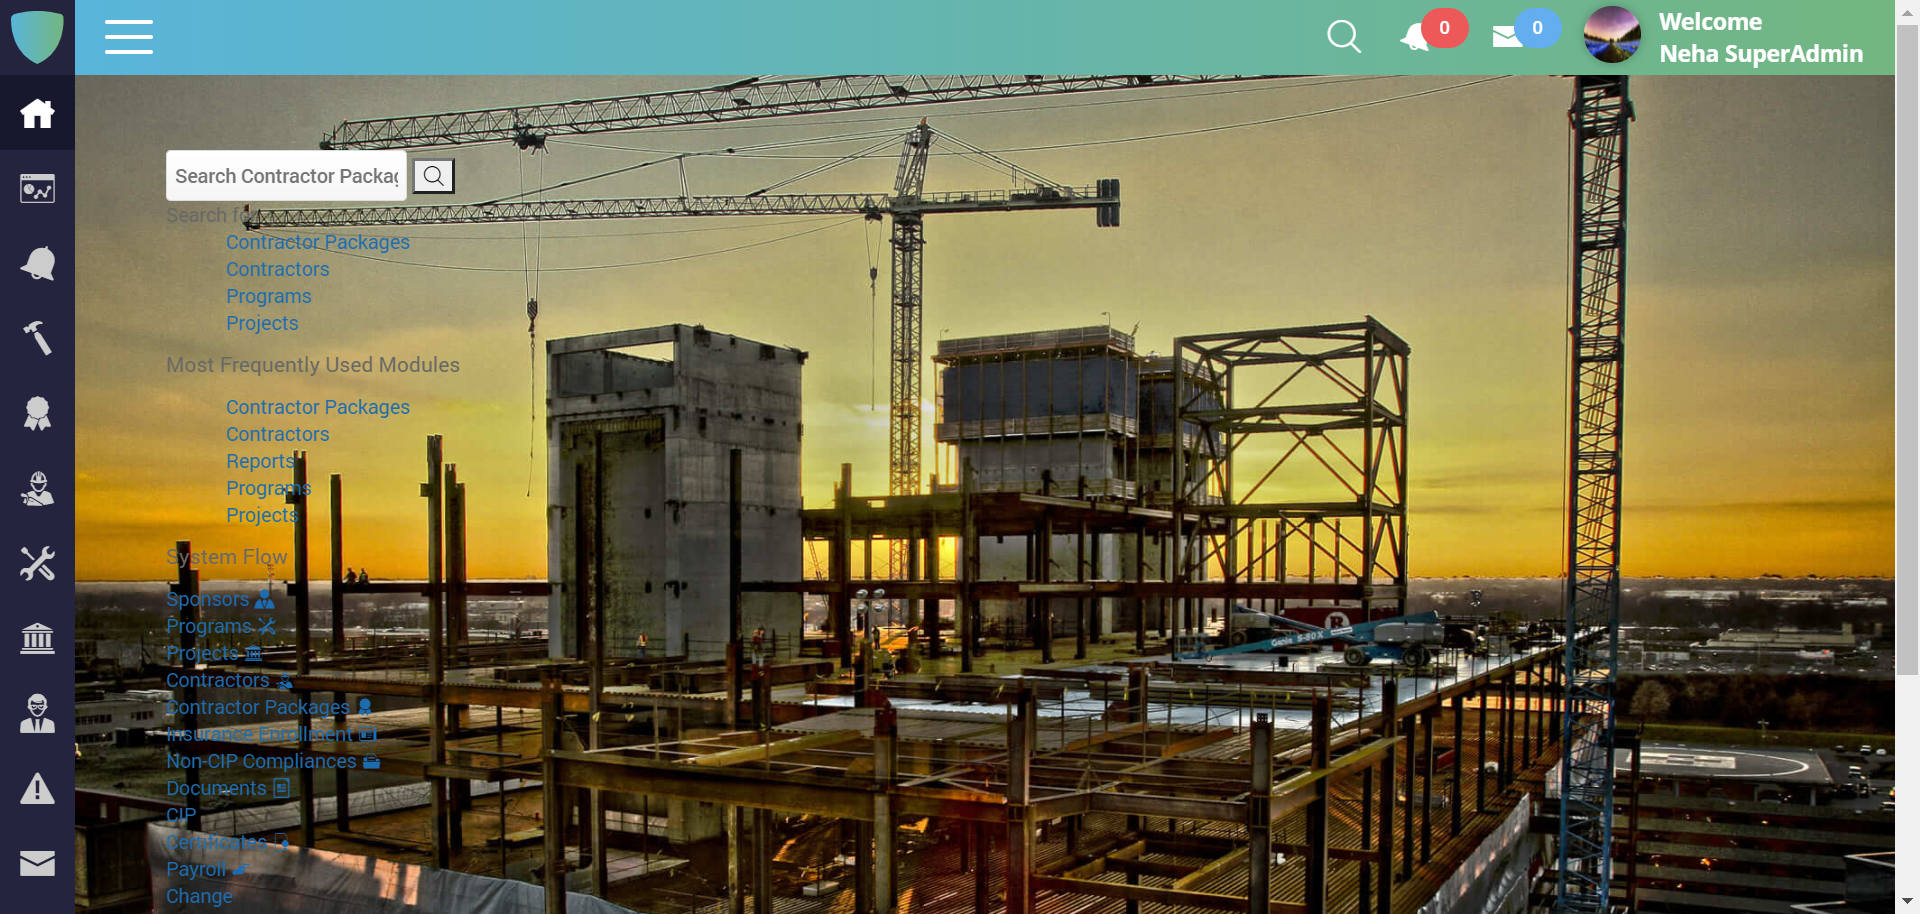 0
0
Welcome
Neha SuperAdmin
Search Contractor Packag
Search for
Contractor Packages
Contractors
Programs
Projects
Most Frequently Used Modules
Contractor Packages
Contractors
Reports
Programs
Projects
System Flow
Sponsors
Programs
Projects
Contractors
Contractor Packages
Insurance Enrollment
Non-CIP Compliances
Documents
CIP
Certificates
Payroll
Change
R
Genie S-80X